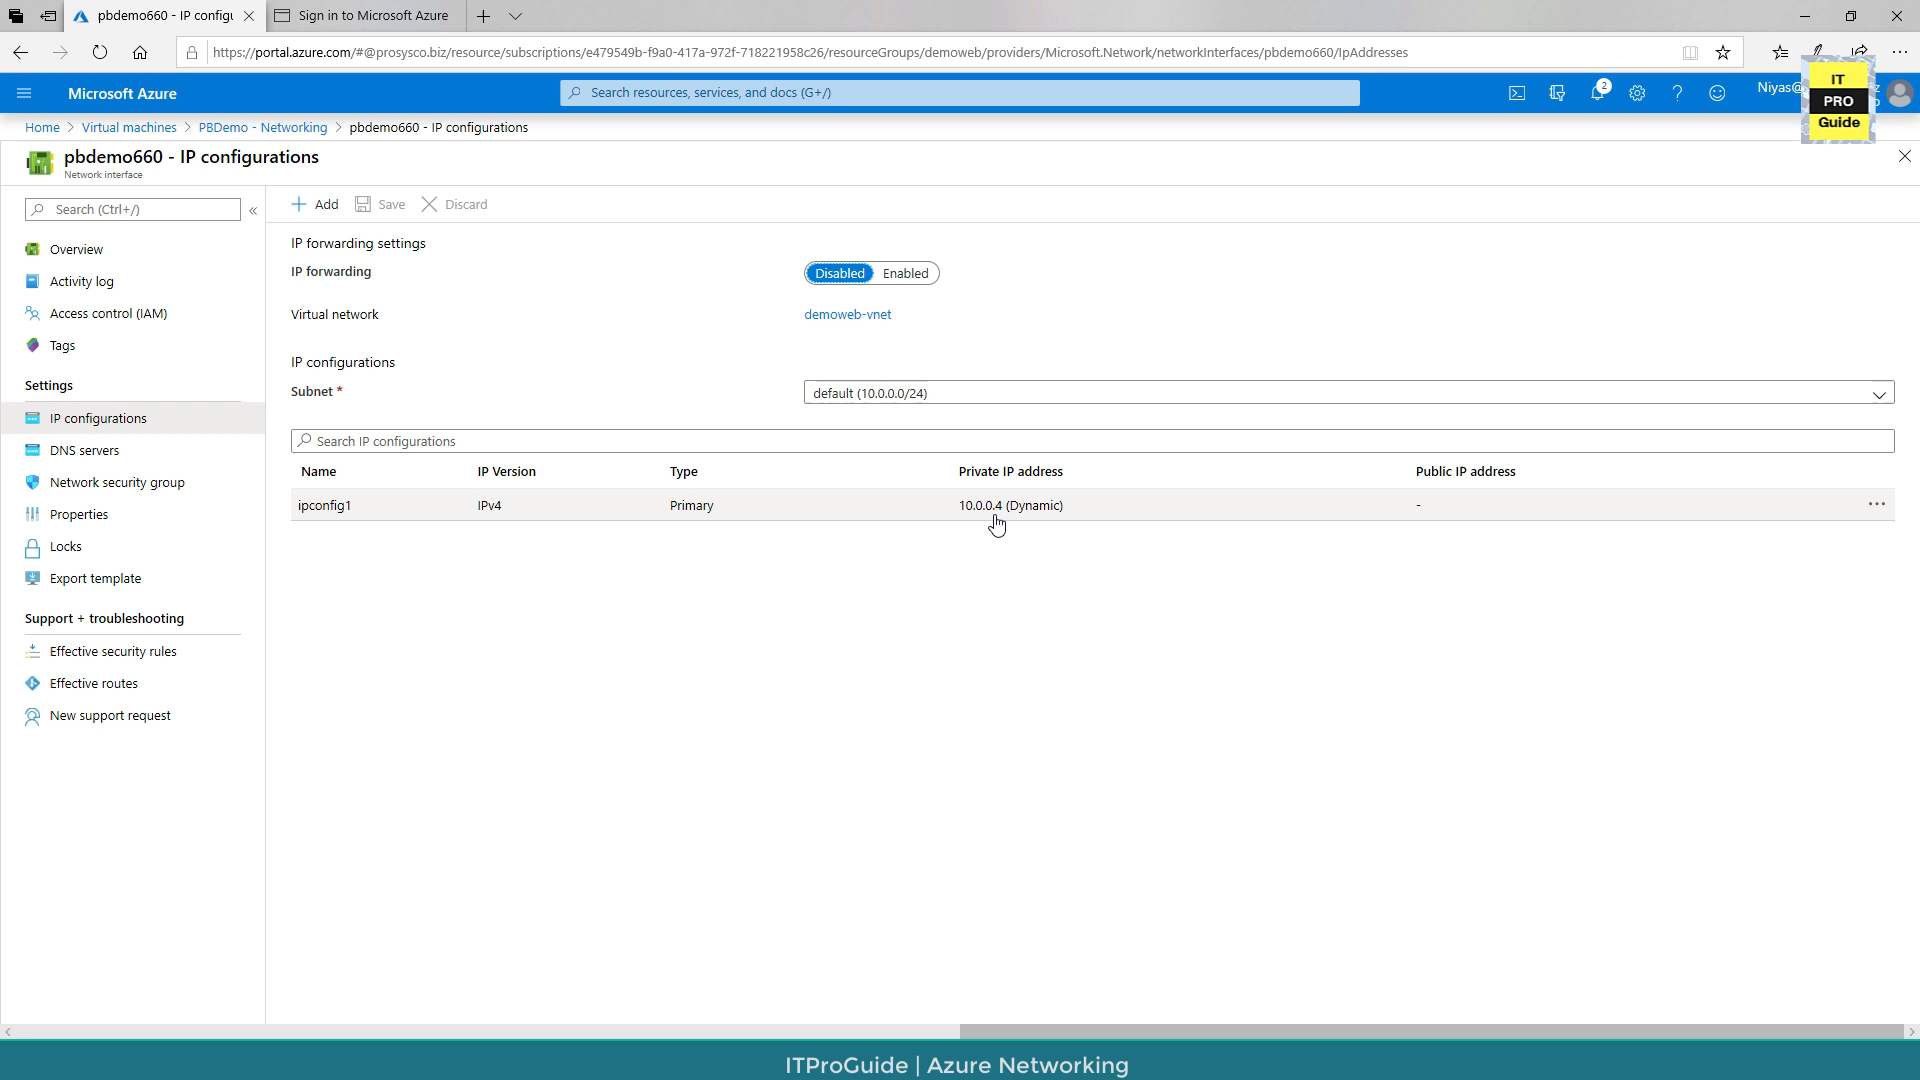 pbdemo660 - IP configu
Sign in to Microsoft Azure
https://portal.azure.com/#@prosysco.biz/resource/subscriptions/e479549b-f9a0-417a-972f-718221958c26/resourceGroups/demoweb/providers/Microsoft.Network/networkInterfaces/pbdemo660/IpAddresses
Microsoft Azure
Search resources, services, and docs (G+/)
2
Niyas@
IT
PRO
Guide
Home > Virtual machines > PBDemo - Networking > pbdemo660 - IP configurations
pbdemo660 - IP configurations
Network interface
Search (Ctrl+/)
«
Overview
Activity log
Access control (IAM)
Tags
Settings
IP configurations
DNS servers
Network security group
Properties
Locks
Export template
Support + troubleshooting
Effective security rules
Effective routes
New support request
Add
Save
Discard
IP forwarding settings
IP forwarding
Disabled
Enabled
Virtual network
demoweb-vnet
IP configurations
Subnet *
default (10.0.0.0/24)
Search IP configurations
Name IP Version Type Private IP address Public IP address
ipconfig1 IPv4 Primary 10.0.0.4 (Dynamic) - ...
ITProGuide | Azure Networking